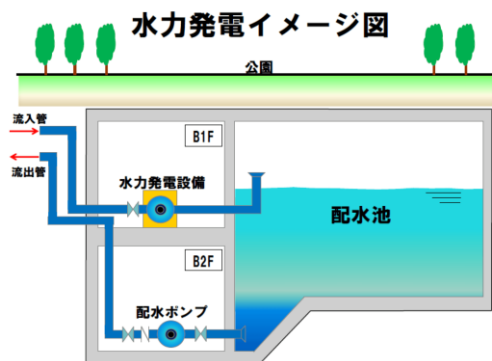 水力発電イメージ図
公園
流入管
流出管
B1F
水力発電設備
配水池
B2F
配水ポンプ